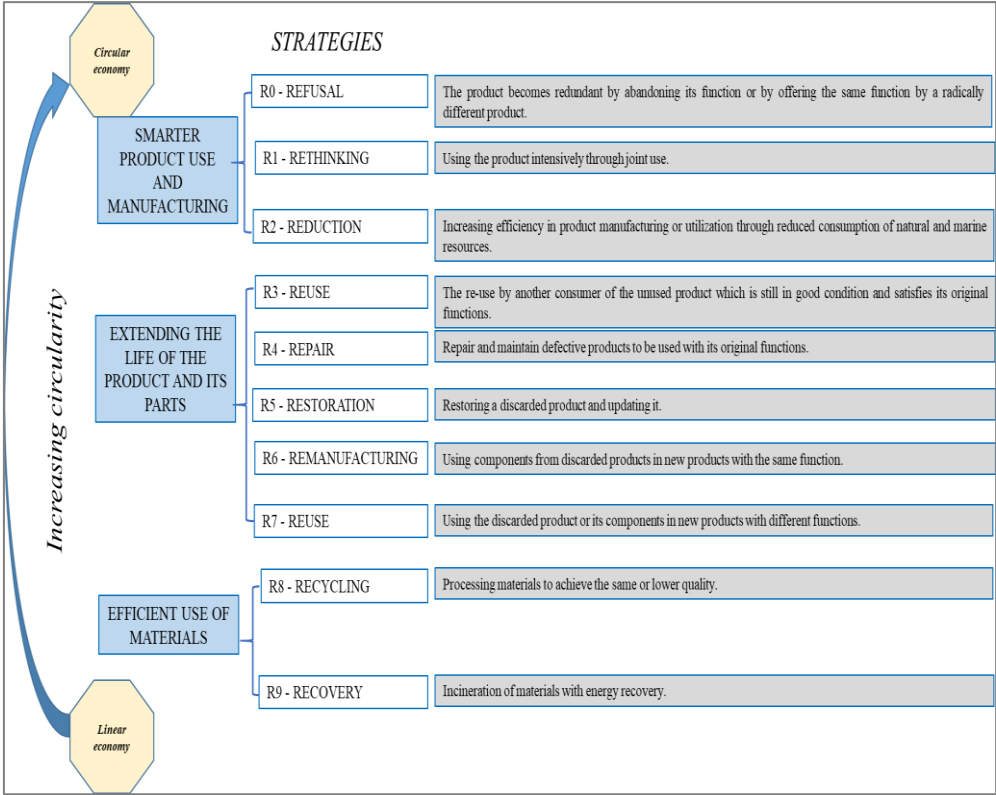 Circular
economy
STRATEGIES
SMARTER
PRODUCT USE
AND
MANUFACTURING
R0 - REFUSAL
The product becomes redundant by abandoning its function or by offering the same function by a radically
different product.
R1 - RETHINKING
Using the product intensively through joint use.
R2 - REDUCTION
Increasing efficiency in product manufacturing or utilization through reduced consumption of natural and marine
resources.
Increasing circularity
EXTENDING THE
LIFE OF THE
PRODUCT AND ITS
PARTS
R3 - REUSE
The re-use by another consumer of the unused product which is still in good condition and satisfies its original
functions.
R4 - REPAIR
Repair and maintain defective products to be used with its original functions.
R5 - RESTORATION
Restoring a discarded product and updating it.
R6 - REMANUFACTURING
Using components from discarded products in new products with the same function.
R7 - REUSE
Using the discarded product or its components in new products with different functions.
EFFICIENT USE OF
MATERIALS
R8 - RECYCLING
Processing materials to achieve the same or lower quality.
R9 - RECOVERY
Incineration of materials with energy recovery.
Linear
economy